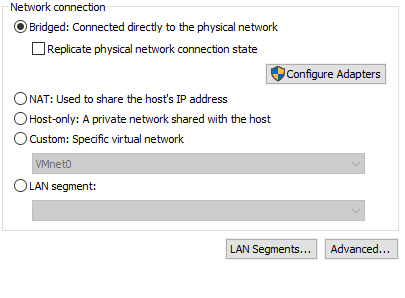 Network connection
Bridged: Connected directly to the physical network
Replicate physical network connection state
Configure Adapters
NAT: Used to share the host's IP address
Host-only: A private network shared with the host
Custom: Specific virtual network
VMnet0
LAN segment:
LAN Segments... Advanced...